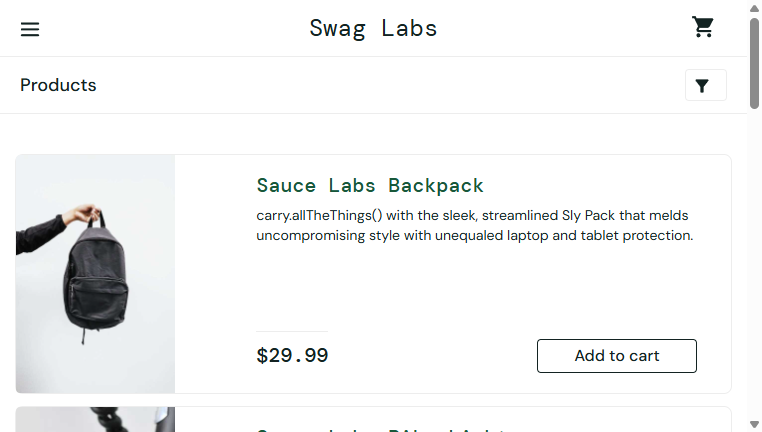 Swag Labs
Products
Sauce Labs Backpack
carry.allTheThings() with the sleek, streamlined Sly Pack that melds
uncompromising style with unequaled laptop and tablet protection.
$29.99
Add to cart